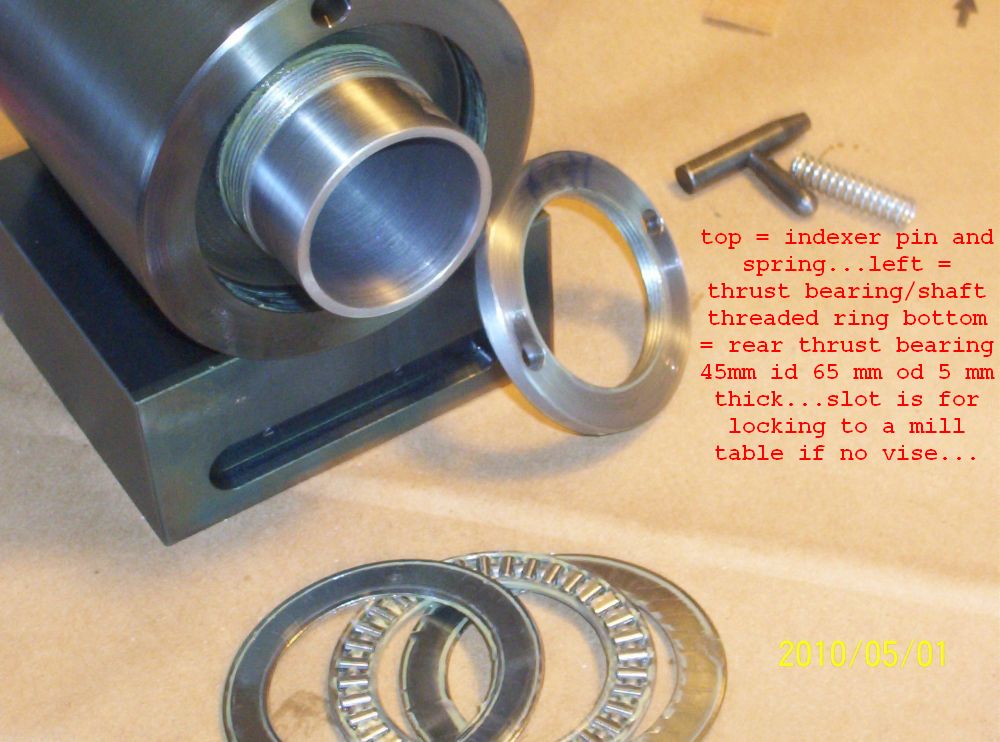 top = indexer pin and
spring...left =
thrust bearing/shaft
threaded ring bottom
= rear thrust bearing
45mm id 65 mm od 5 mm
thick...slot is for
locking to a mill
table if no vise...
2010/05/01